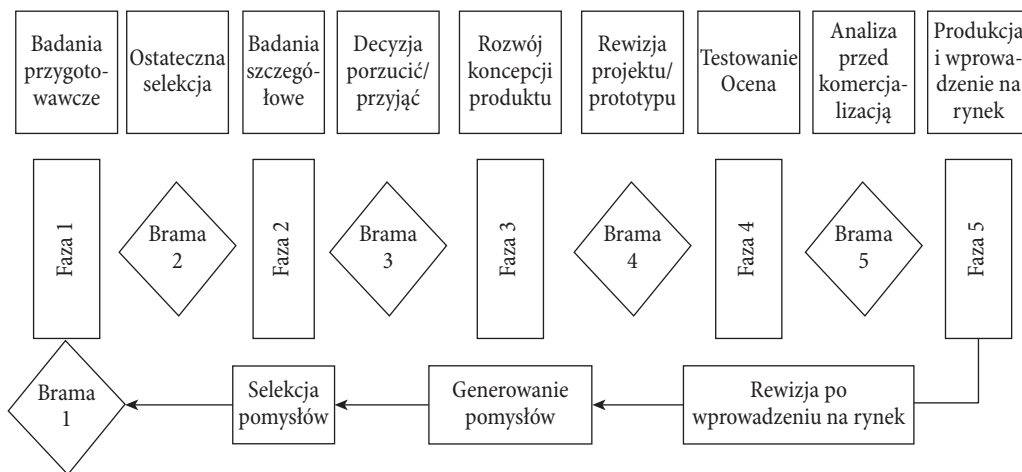 Badania
przygoto-
wawcze
Ostateczna
selekcja
Badania
szczegó-
łowe
Decyzja
porzucić/
przyjąć
Rozwój
koncepcji
produktu
Rewizja
projektu/
prototypu
Testowanie
Ocena
Analiza
przed
komercja-
lizacją
Produkcja
i wprowa-
dzenie na
rynek
Faza 1
Brama
2
Faza 2
Brama
3
Faza 3
Brama
4
Faza 4
Brama
5
Faza 5
Brama
1
Selekcja
pomysłów
Generowanie
pomysłów
Rewizja po
wprowadzeniu na rynek